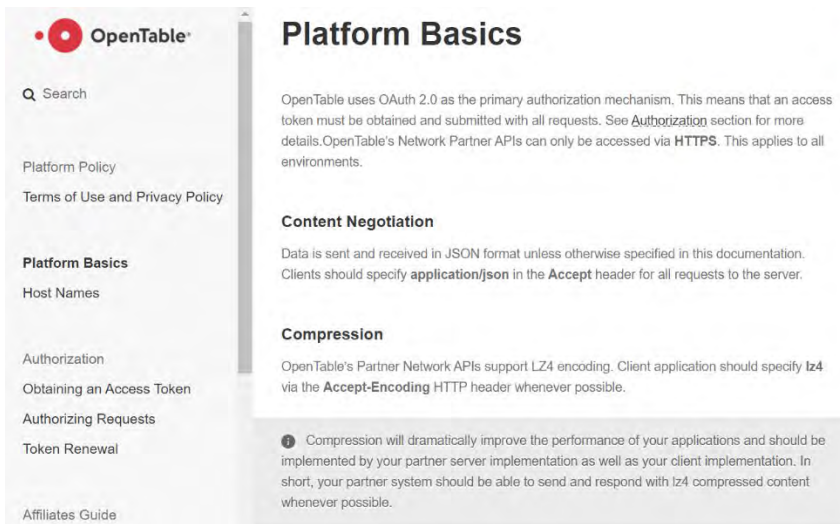 OpenTable
Search
Platform Policy
Terms of Use and Privacy Policy
Platform Basics
Host Names
Authorization
Obtaining an Access Token
Authorizing Requests
Token Renewal
Affiliates Guide
Platform Basics
OpenTable uses OAuth 2.0 as the primary authorization mechanism. This means that an access
token must be obtained and submitted with all requests. See Authorization section for more
details.OpenTable's Network Partner APIs can only be accessed via HTTPS. This applies to all
environments.
Content Negotiation
Data is sent and received in JSON format unless otherwise specified in this documentation.
Clients should specify application/json in the Accept header for all requests to the server.
Compression
OpenTable's Partner Network APIs support LZ4 encoding. Client application should specify lz4
via the Accept-Encoding HTTP header whenever possible.
Compression will dramatically improve the performance of your applications and should be
implemented by your partner server implementation as well as your client implementation. In
short, your partner system should be able to send and respond with lz4 compressed content
whenever possible.